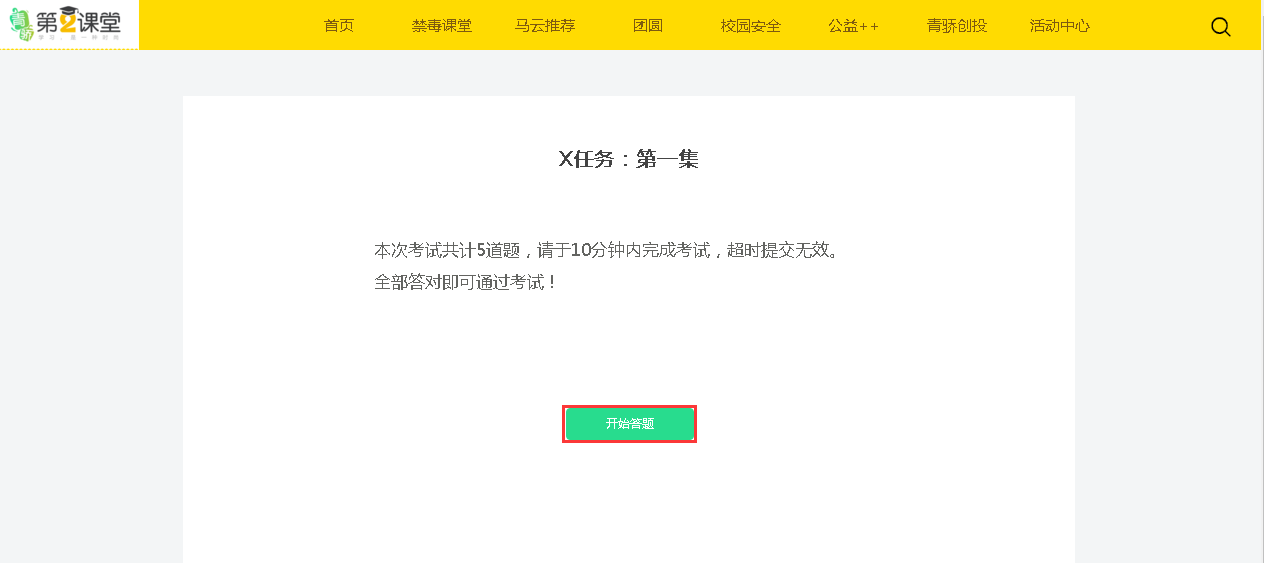 青骄第2课堂
首页 禁毒课堂 马云推荐 团圆 校园安全 公益++ 青骄创投 活动中心
X任务：第一集
本次考试共计5道题，请于10分钟内完成考试，超时提交无效。
全部答对即可通过考试！
开始答题